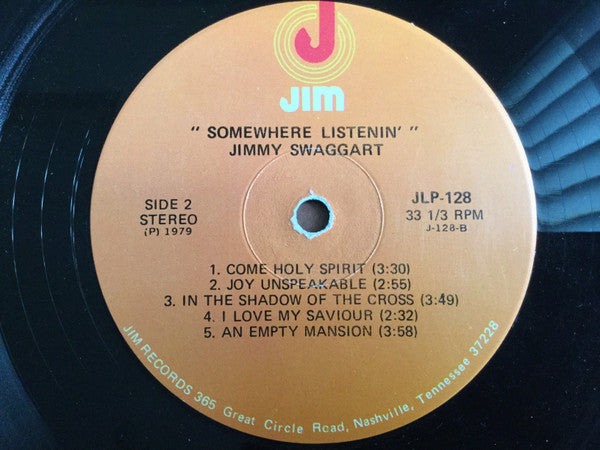 J
JIM
" SOMEWHERE LISTENIN' "
JIMMY SWAGGART
SIDE 2
STEREO
(P) 1979
JLP-128
33 1/3 RPM
J-128-B
1. COME HOLY SPIRIT (3:30)
2. JOY UNSPEAKABLE (2:55)
3. IN THE SHADOW OF THE CROSS (3:49)
4. I LOVE MY SAVIOUR (2:32)
5. AN EMPTY MANSION (3:58)
JIM RECORDS 365 Great Circle Road, Nashville, Tennessee 37228